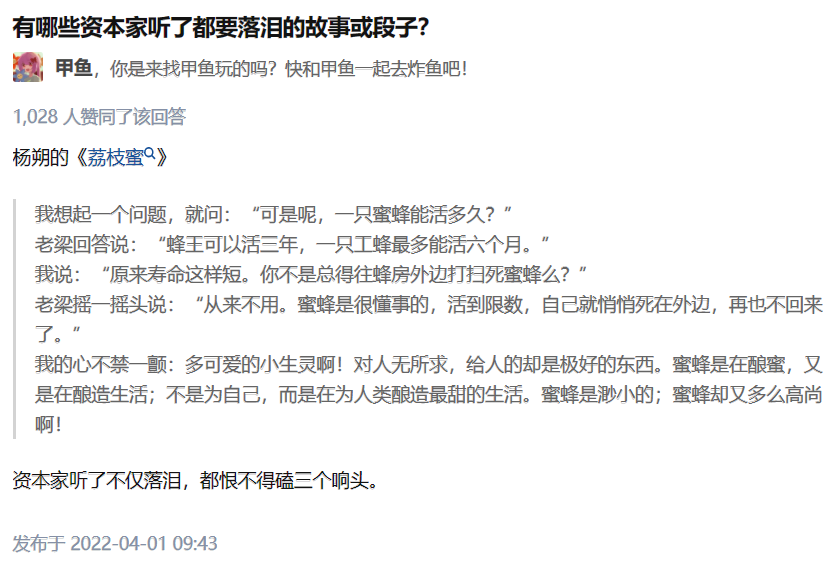 有哪些资本家听了都要落泪的故事或段子？
甲鱼，你是来找甲鱼玩的吗？快和甲鱼一起去炸鱼吧！
1,028 人赞同了该回答
杨朔的《荔枝蜜》
我想起一个问题，就问：“可是呢，一只蜜蜂能活多久？”
老梁回答说：“蜂王可以活三年，一只工蜂最多能活六个月。”
我说：“原来寿命这样短。你不是总得往蜂房外边打扫死蜜蜂么？”
老梁摇一摇头说：“从来不用。蜜蜂是很懂事的，活到限数，自己就悄悄死在外边，再也不回来
了。”
我的心不禁一颤：多可爱的小生灵啊！对人无所求，给人的却是极好的东西。蜜蜂是在酿蜜，又
是在酿造生活；不是为自己，而是在为人类酿造最甜的生活。蜜蜂是渺小的；蜜蜂却又多么高尚
啊！
资本家听了不仅落泪，都恨不得磕三个响头。
发布于 2022-04-01 09:43